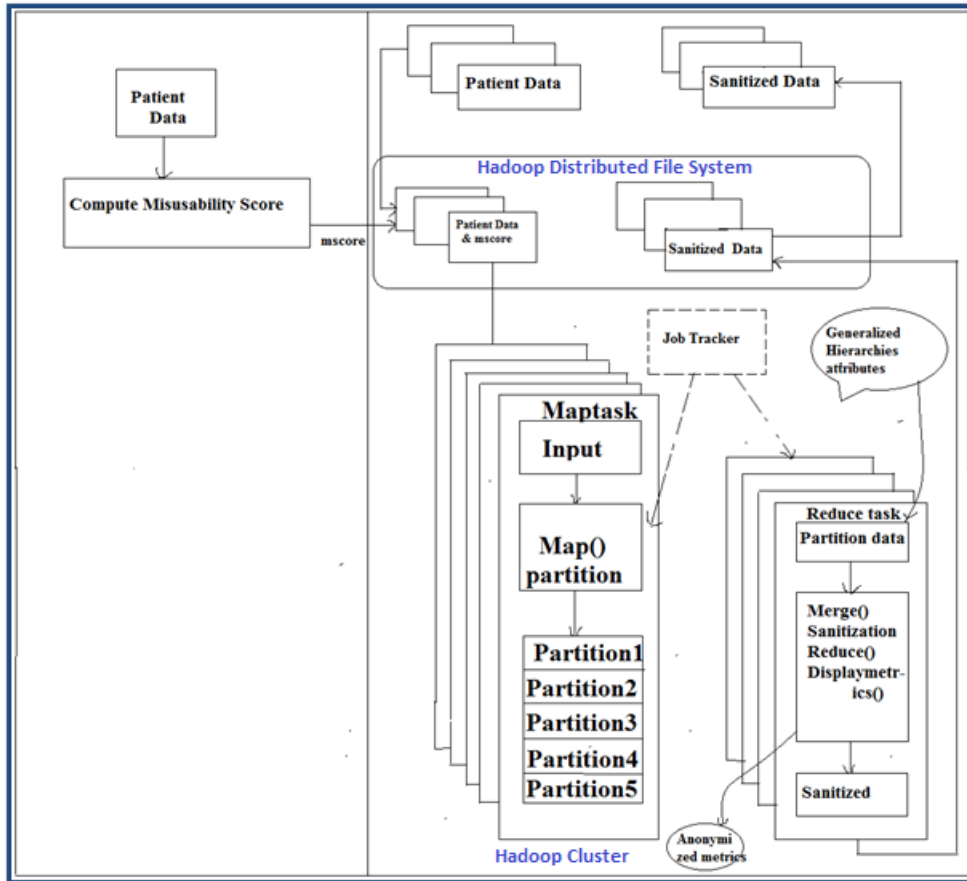 Patient
Data
Compute Misusability Score
mscore
Patient Data
Sanitized Data
Hadoop Distributed File System
Patient Data
& mscore
Sanitized Data
Job Tracker
Generalized
Hierarchies
attributes
Maptask
Input
Map()
partition
Partition1
Partition2
Partition3
Partition4
Partition5
Reduce task
Partition data
Merge()
Sanitization
Reduce()
Displaymetr-
ics()
Sanitized
Anonymi
zed metrics
Hadoop Cluster